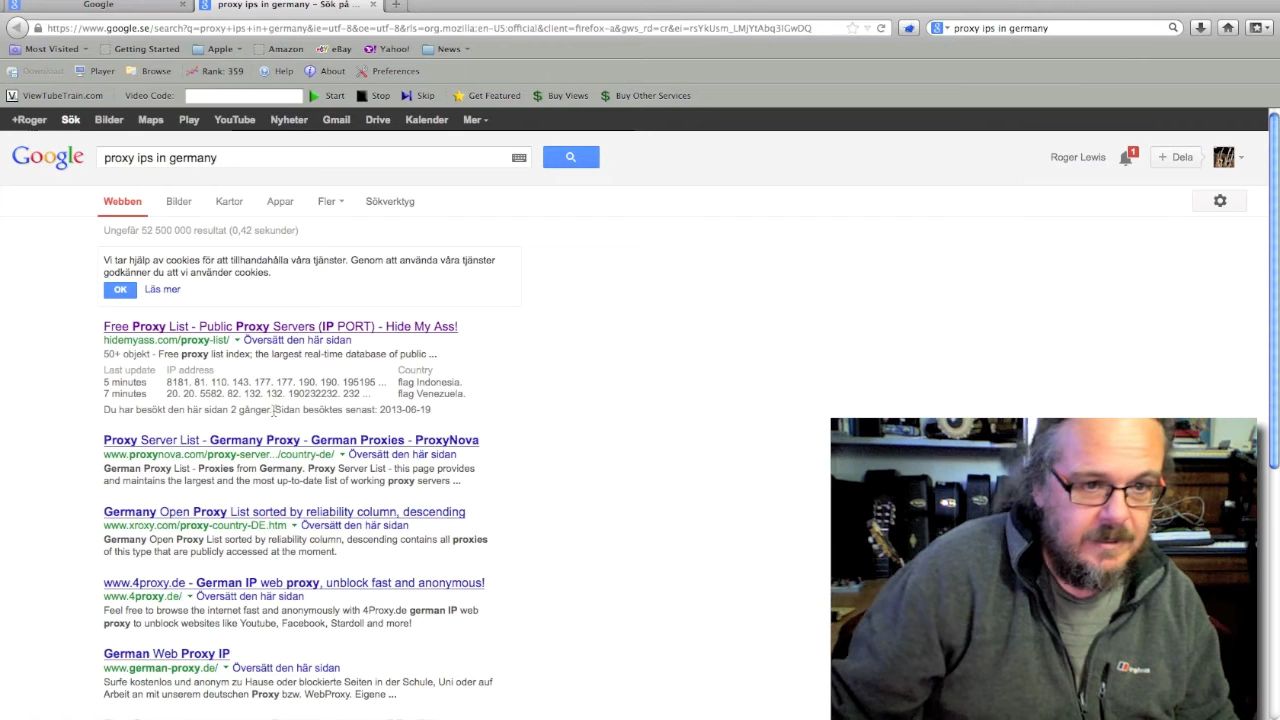 Google
proxy ips in germany – Sök på ...
https://www.google.se/search?q=proxy+ips+in+germany&ie=utf-8&oe=utf-8&rls=org.mozilla:en-US:official&client=firefox-a&gws_rd=cr&ei=rsYkUsm_LMjYtAbq3IGwDQ
proxy ips in germany
Most Visited Getting Started Apple Amazon eBay Yahoo! News
Download Player Browse Rank: 359 Help About Preferences
ViewTubeTrain.com Video Code: Start Stop Skip Get Featured Buy Views Buy Other Services
+Roger Sök Bilder Maps Play YouTube Nyheter Gmail Drive Kalender Mer
Google proxy ips in germany Roger Lewis 1 + Dela
Webben Bilder Kartor Appar Fler Sökverktyg
Ungefär 52 500 000 resultat (0,42 sekunder)
Vi tar hjälp av cookies för att tillhandahålla våra tjänster. Genom att använda våra tjänster
godkänner du att vi använder cookies.
OK Läs mer
Free Proxy List - Public Proxy Servers (IP PORT) - Hide My Ass!
hidemyass.com/proxy-list/ Översätt den här sidan
50+ objekt - Free proxy list index; the largest real-time database of public ...
Last update IP address Country
5 minutes 8181. 81. 110. 143. 177. 177. 190. 190. 195195 ... flag Indonesia.
7 minutes 20. 20. 5582. 82. 132. 132. 190232232. 232 ... flag Venezuela.
Du har besökt den här sidan 2 gånger. Sidan besöktes senast: 2013-06-19
Proxy Server List - Germany Proxy - German Proxies - ProxyNova
www.proxynova.com/proxy-server.../country-de/ Översätt den här sidan
German Proxy List - Proxies from Germany. Proxy Server List - this page provides
and maintains the largest and the most up-to-date list of working proxy servers ...
Germany Open Proxy List sorted by reliability column, descending
www.xroxy.com/proxy-country-DE.htm Översätt den här sidan
Germany Open Proxy List sorted by reliability column, descending contains all proxies
of this type that are publicly accessed at the moment.
www.4proxy.de - German IP web proxy, unblock fast and anonymous!
www.4proxy.de/ Översätt den här sidan
Feel free to browse the internet fast and anonymously with 4Proxy.de german IP web
proxy to unblock websites like Youtube, Facebook, Stardoll and more!
German Web Proxy IP
www.german-proxy.de/ Översätt den här sidan
Surfe kostenlos und anonym zu Hause oder blockierte Seiten in der Schule, Uni oder auf
Arbeit an mit unserem deutschen Proxy bzw. WebProxy. Eigene ...